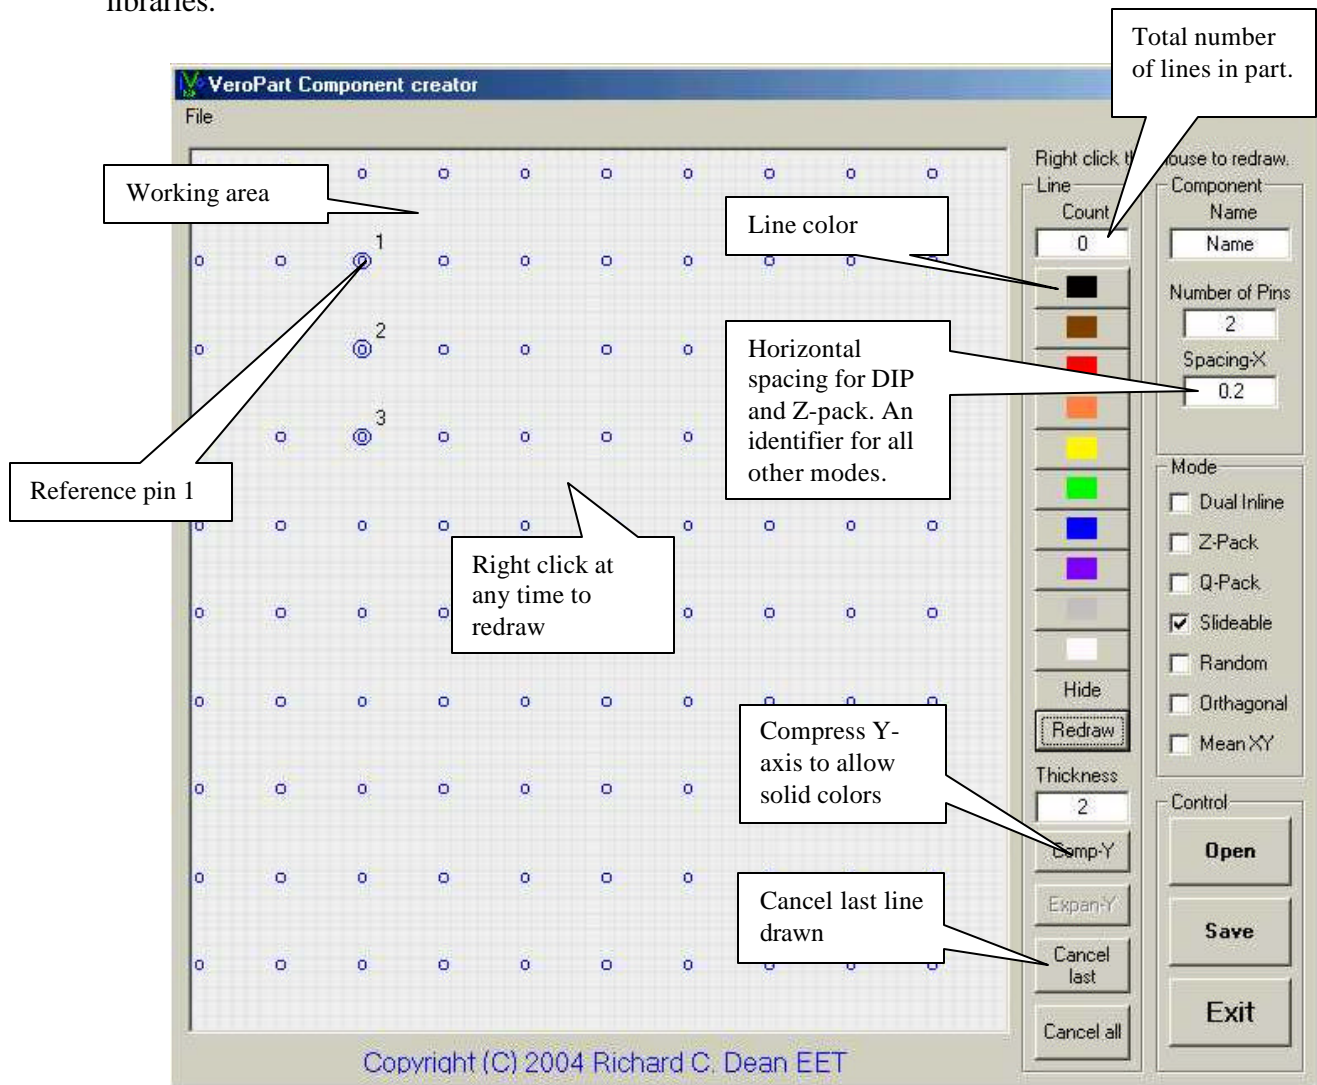 libraries.
Total number
of lines in part.
VeroPart Component creator
File
Right click th ouse to redraw.
Working area
Line color
Line
Count
0
Component
Name
Name
1
2
3
Number of Pins
2
Spacing-X
0.2
Horizontal
spacing for DIP
and Z-pack. An
identifier for all
other modes.
Reference pin 1
Mode
Dual Inline
Z-Pack
Q-Pack
Slideable
Random
Orthagonal
Mean XY
Right click at
any time to
redraw
Hide
Redraw
Compress Y-
axis to allow
solid colors
Thickness
2
Comp-Y
Expan-Y
Cancel last line
drawn
Cancel
last
Cancel all
Control
Open
Save
Exit
Copyright (C) 2004 Richard C. Dean EET